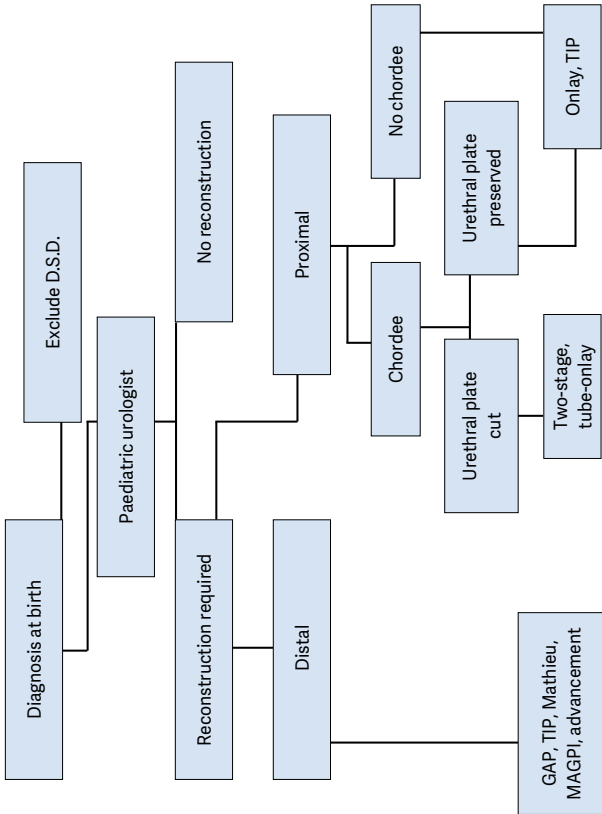 Diagnosis at birth
Exclude D.S.D.
Paediatric urologist
Reconstruction required
No reconstruction
Distal
Proximal
Chordee
No chordee
Urethral plate
cut
Urethral plate
preserved
GAP, TIP, Mathieu,
MAGPI, advancement
Two-stage,
tube-onlay
Onlay, TIP